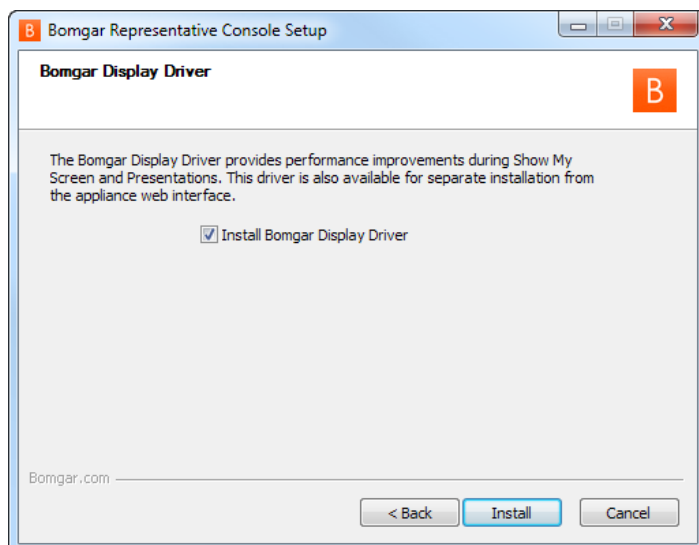 B Bomgar Representative Console Setup
Bomgar Display Driver
B
The Bomgar Display Driver provides performance improvements during Show My
Screen and Presentations. This driver is also available for separate installation from
the appliance web interface.
Install Bomgar Display Driver
Bomgar.com
< Back Install Cancel